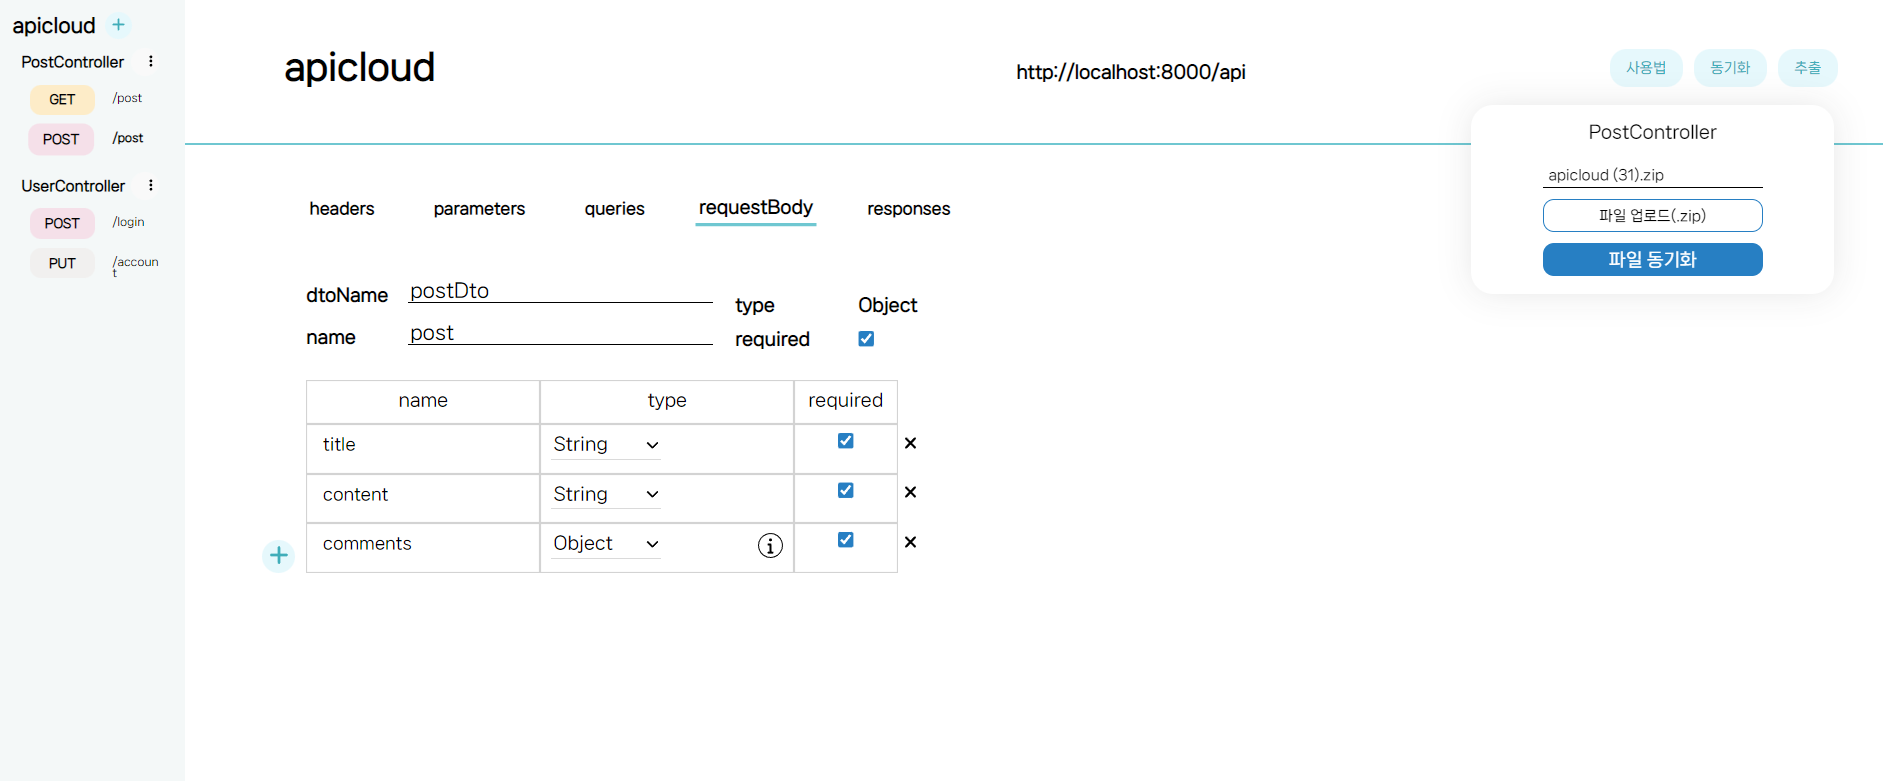 apicloud +
PostController
GET /post
POST /post
UserController
POST /login
PUT /accoun
t
apicloud
http://localhost:8000/api
사용법 동기화 추출
PostController
apicloud (31).zip
파일 업로드(.zip)
파일 동기화
headers parameters queries requestBody responses
dtoName postDto type Object
name post required
name type required
title String
content String
comments Object